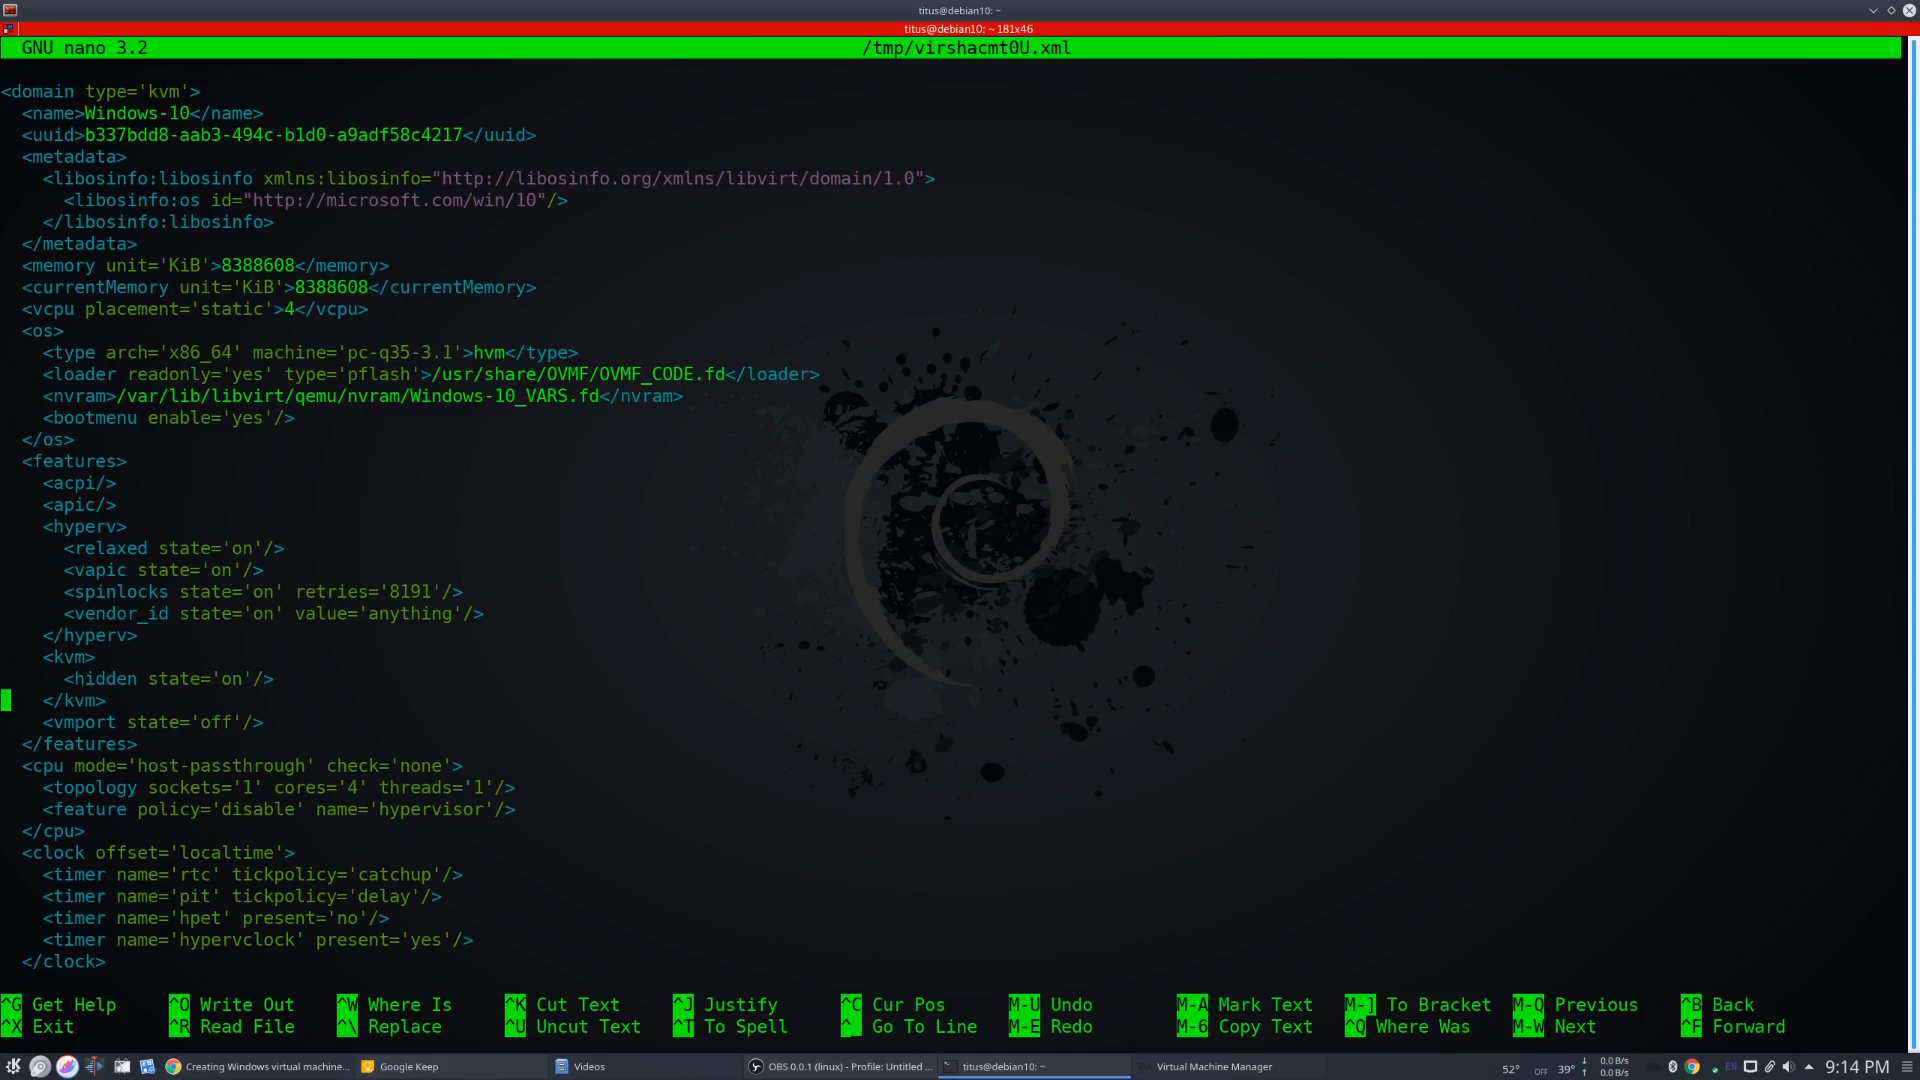 titus@debian10: ~
titus@debian10: ~ 181x46
GNU nano 3.2 /tmp/virshacmt0U.xml
<domain type='kvm'>
<name>Windows-10</name>
<uuid>b337bdd8-aab3-494c-b1d0-a9adf58c4217</uuid>
<metadata>
<libosinfo:libosinfo xmlns:libosinfo="http://libosinfo.org/xmlns/libvirt/domain/1.0">
<libosinfo:os id="http://microsoft.com/win/10"/>
</libosinfo:libosinfo>
</metadata>
<memory unit='KiB'>8388608</memory>
<currentMemory unit='KiB'>8388608</currentMemory>
<vcpu placement='static'>4</vcpu>
<os>
<type arch='x86_64' machine='pc-q35-3.1'>hvm</type>
<loader readonly='yes' type='pflash'>/usr/share/OVMF/OVMF_CODE.fd</loader>
<nvram>/var/lib/libvirt/qemu/nvram/Windows-10_VARS.fd</nvram>
<bootmenu enable='yes'/>
</os>
<features>
<acpi/>
<apic/>
<hyperv>
<relaxed state='on'/>
<vapic state='on'/>
<spinlocks state='on' retries='8191'/>
<vendor_id state='on' value='anything'/>
</hyperv>
<kvm>
<hidden state='on'/>
</kvm>
<vmport state='off'/>
</features>
<cpu mode='host-passthrough' check='none'>
<topology sockets='1' cores='4' threads='1'/>
<feature policy='disable' name='hypervisor'/>
</cpu>
<clock offset='localtime'>
<timer name='rtc' tickpolicy='catchup'/>
<timer name='pit' tickpolicy='delay'/>
<timer name='hpet' present='no'/>
<timer name='hypervclock' present='yes'/>
</clock>
^G Get Help ^O Write Out ^W Where Is ^K Cut Text ^J Justify ^C Cur Pos M-U Undo M-A Mark Text M-] To Bracket M-Q Previous ^B Back
^X Exit ^R Read File ^\ Replace ^U Uncut Text ^T To Spell ^_ Go To Line M-E Redo M-6 Copy Text ^Q Where Was M-W Next ^F Forward
Creating Windows virtual machine... Google Keep Videos OBS 0.0.1 (linux) - Profile: Untitled ... titus@debian10: ~ Virtual Machine Manager 52° OFF 39° ↓ 0.0 B/s ↑ 0.0 B/s EN 9:14 PM